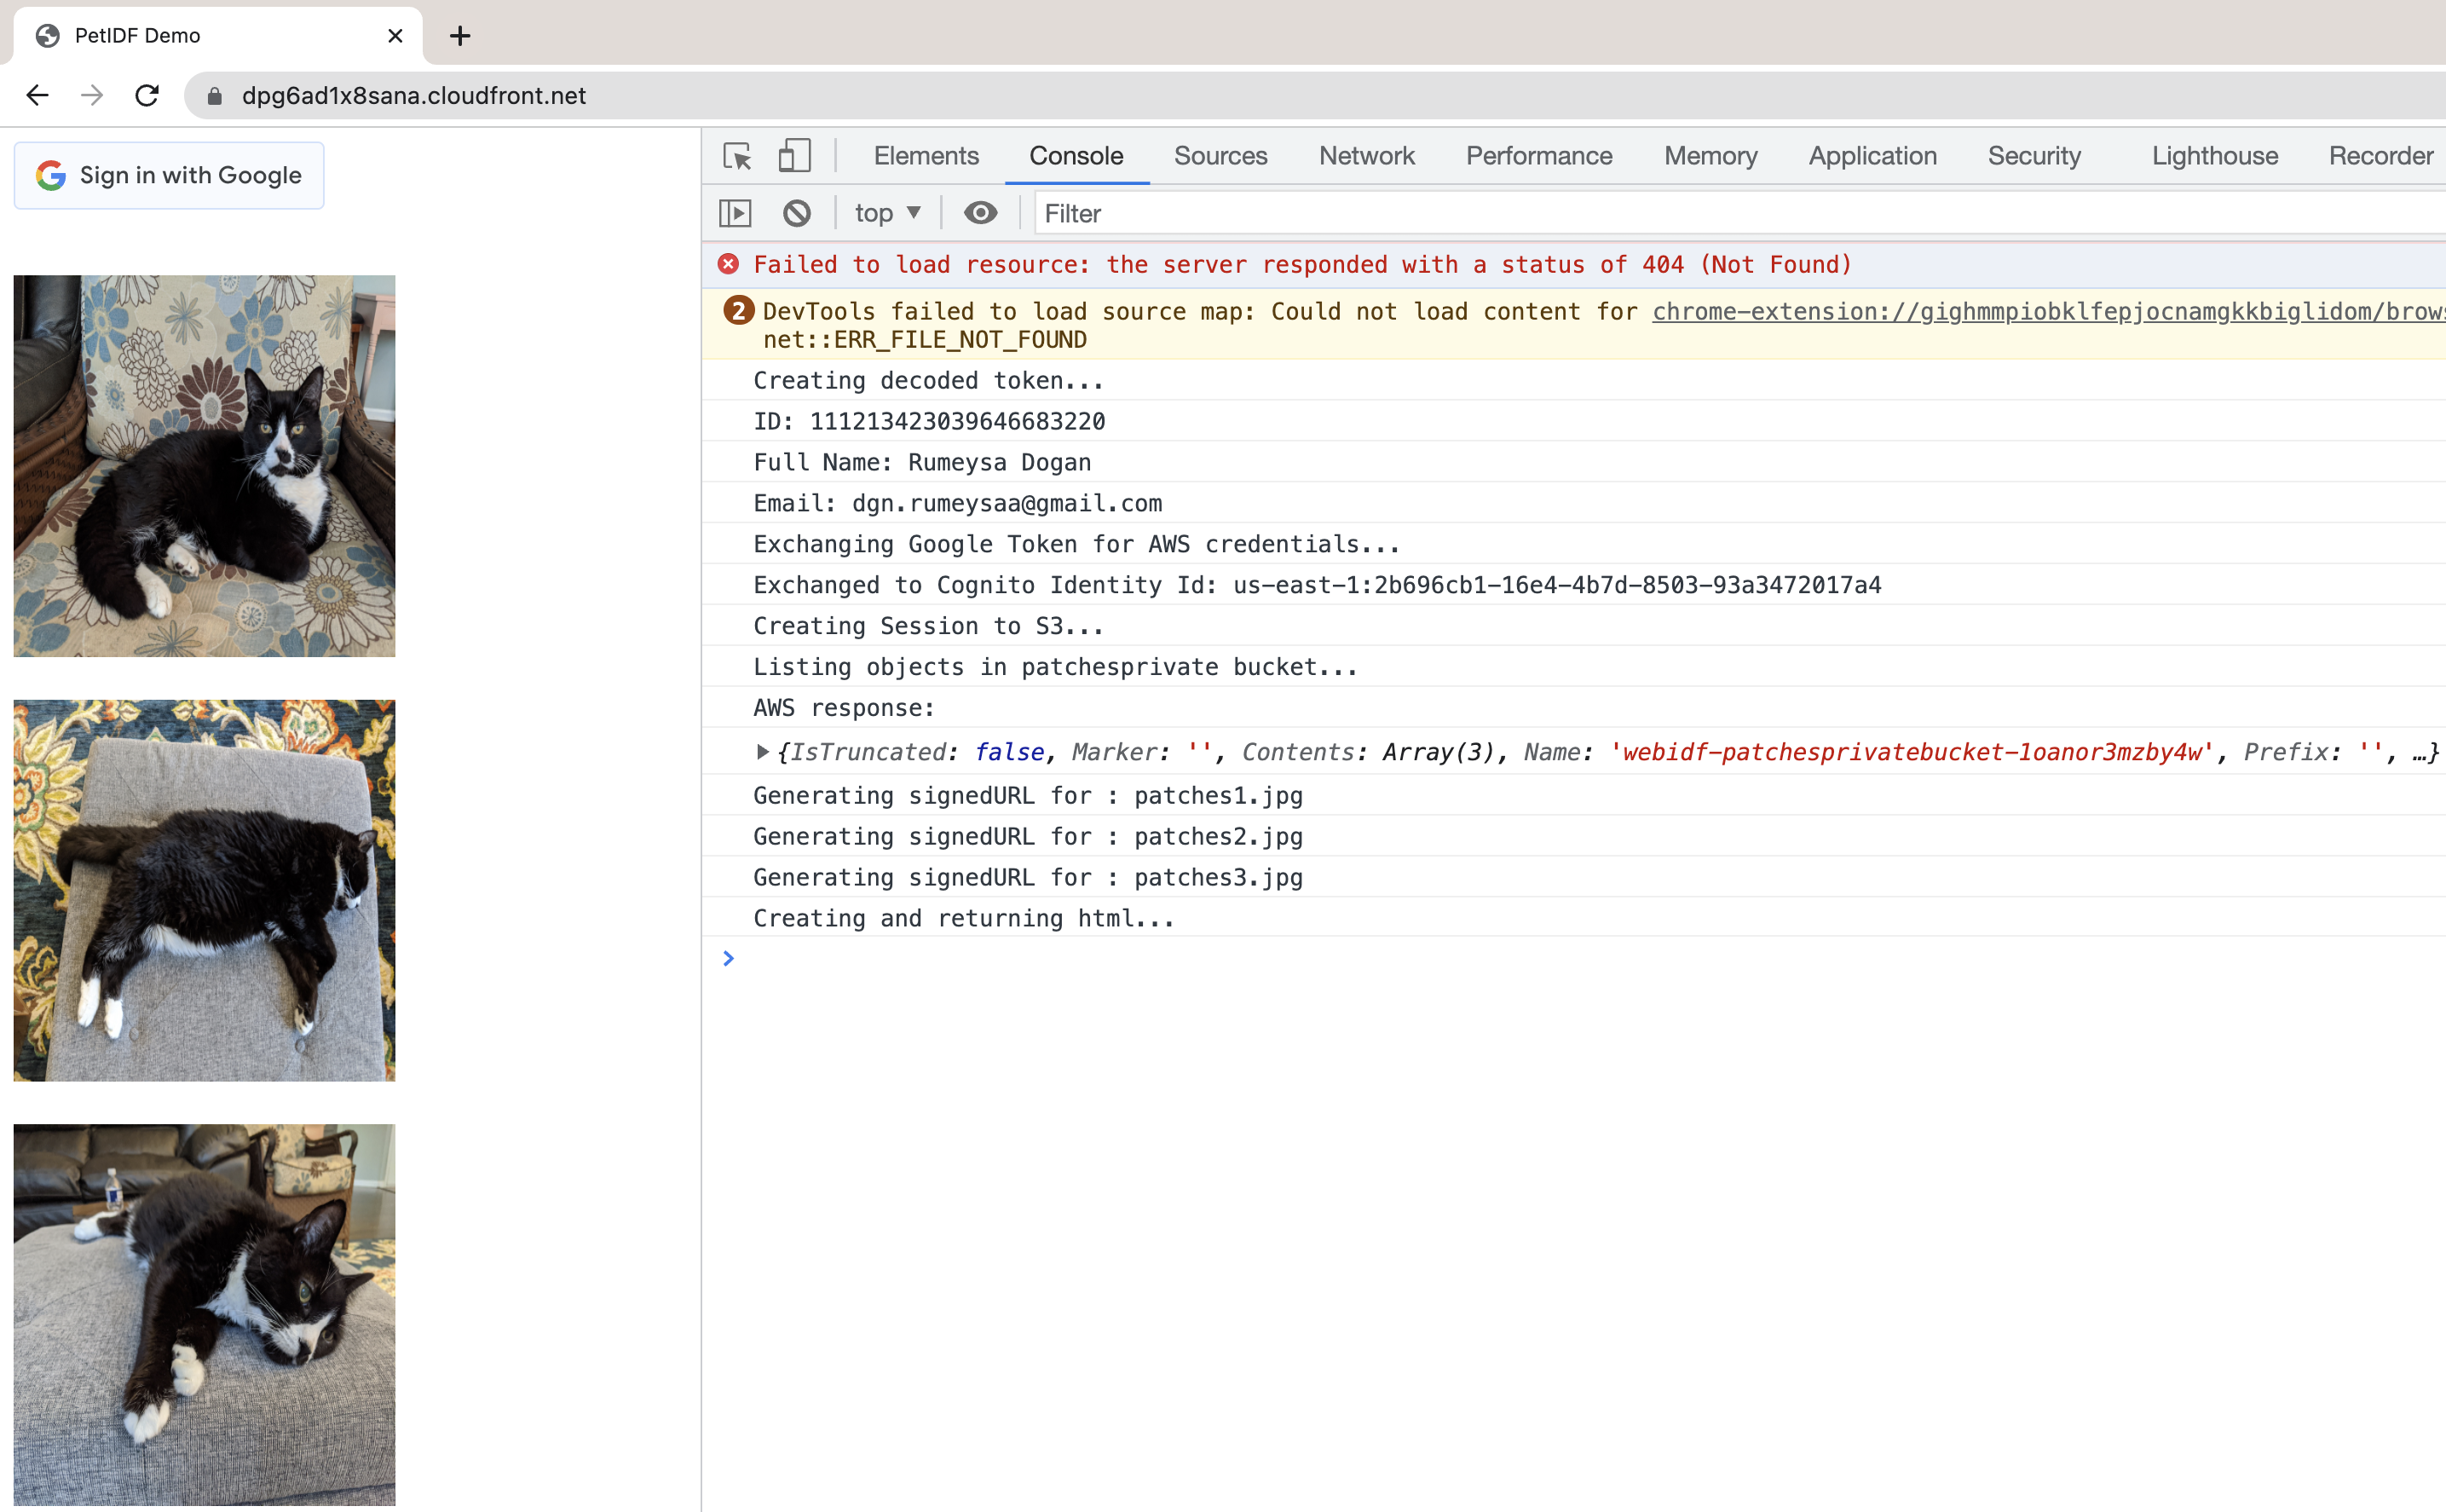 PetIDF Demo
dpg6ad1x8sana.cloudfront.net
Sign in with Google
Elements Console Sources Network Performance Memory Application Security Lighthouse Recorder
top Filter
Failed to load resource: the server responded with a status of 404 (Not Found)
2 DevTools failed to load source map: Could not load content for chrome-extension://gighmmpiobklfepjocnamgkkbiglidom/brows
net::ERR_FILE_NOT_FOUND
Creating decoded token...
ID: 111213423039646683220
Full Name: Rumeysa Dogan
Email: dgn.rumeysaa@gmail.com
Exchanging Google Token for AWS credentials...
Exchanged to Cognito Identity Id: us-east-1:2b696cb1-16e4-4b7d-8503-93a3472017a4
Creating Session to S3...
Listing objects in patchesprivate bucket...
AWS response:
{IsTruncated: false, Marker: '', Contents: Array(3), Name: 'webidf-patchesprivatebucket-1oanor3mzby4w', Prefix: '', …}
Generating signedURL for : patches1.jpg
Generating signedURL for : patches2.jpg
Generating signedURL for : patches3.jpg
Creating and returning html...